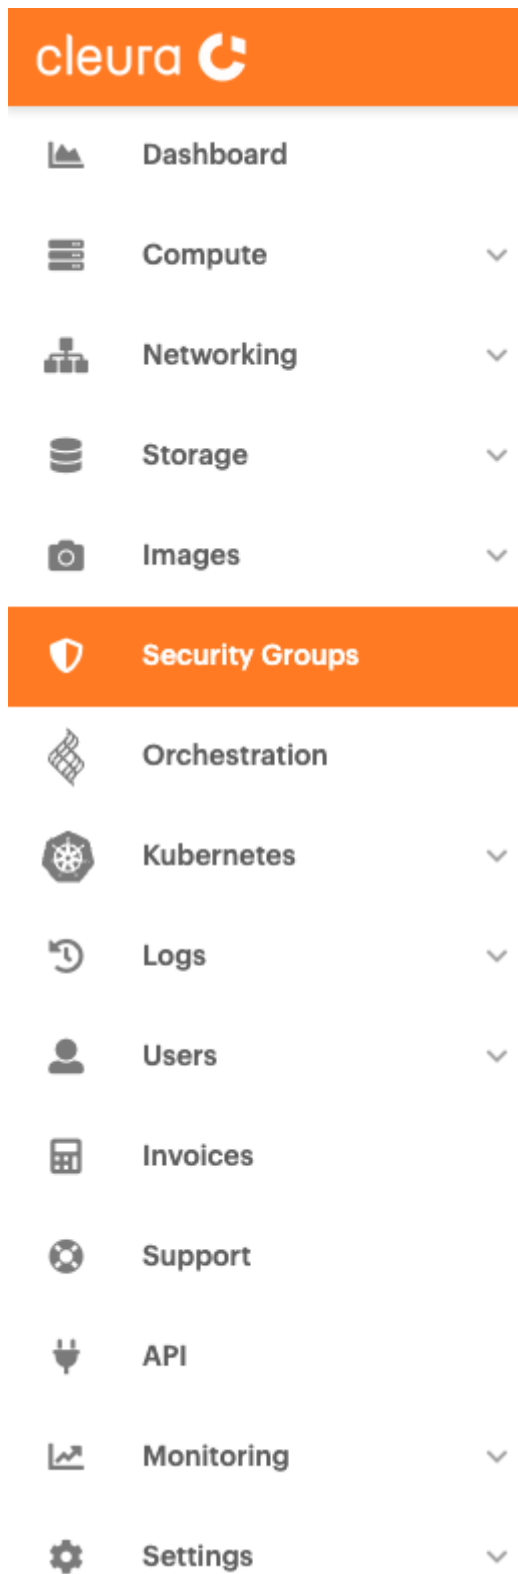 cleura
Dashboard
Compute
Networking
Storage
Images
Security Groups
Orchestration
Kubernetes
Logs
Users
Invoices
Support
API
Monitoring
Settings